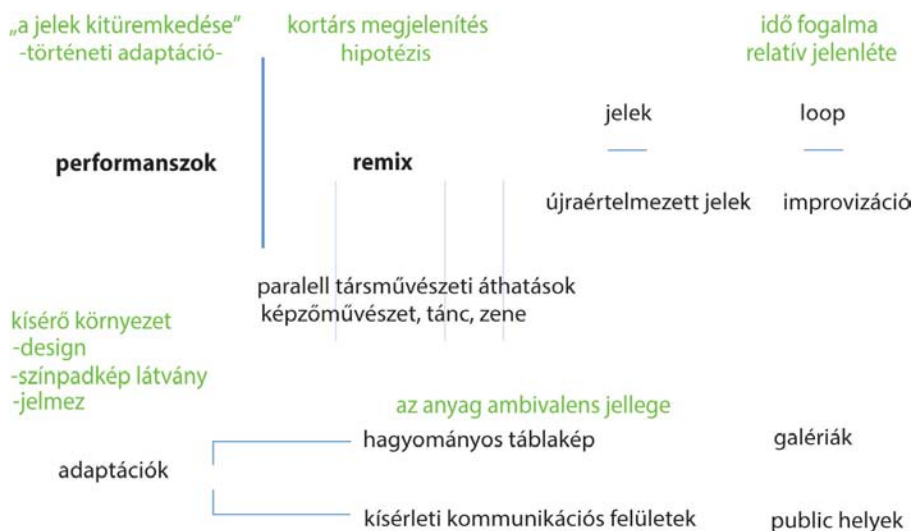 „a jelek kitüremkedése”
-történeti adaptáció-
kortárs megjelenítés
hipotézis
idő fogalma
relatív jelenléte
jelek
loop
performanszok
remix
újraértelmezett jelek
improvizáció
paralell társművészeti áthatások
képzőművészet, tánc, zene
kísérő környezet
-design
-színpadkép látvány
-jelmez
az anyag ambivalens jellege
hagyományos táblakép
galériák
adaptációk
kísérleti kommunikációs felületek
public helyek